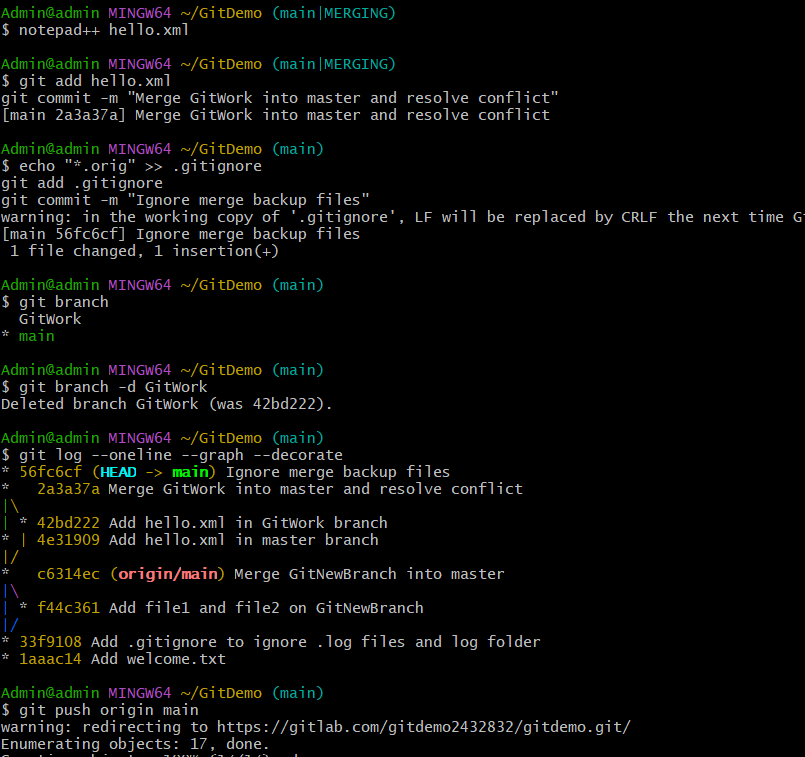 Admin@admin MINGW64 ~/GitDemo (main|MERGING)
$ notepad++ hello.xml
Admin@admin MINGW64 ~/GitDemo (main|MERGING)
$ git add hello.xml
git commit -m "Merge GitWork into master and resolve conflict"
[main 2a3a37a] Merge GitWork into master and resolve conflict
Admin@admin MINGW64 ~/GitDemo (main)
$ echo "*.orig" >> .gitignore
git add .gitignore
git commit -m "Ignore merge backup files"
warning: in the working copy of '.gitignore', LF will be replaced by CRLF the next time G
[main 56fc6cf] Ignore merge backup files
 1 file changed, 1 insertion(+)
Admin@admin MINGW64 ~/GitDemo (main)
$ git branch
  GitWork
* main
Admin@admin MINGW64 ~/GitDemo (main)
$ git branch -d GitWork
Deleted branch GitWork (was 42bd222).
Admin@admin MINGW64 ~/GitDemo (main)
$ git log --oneline --graph --decorate
* 56fc6cf (HEAD -> main) Ignore merge backup files
*   2a3a37a Merge GitWork into master and resolve conflict
|\
| * 42bd222 Add hello.xml in GitWork branch
* | 4e31909 Add hello.xml in master branch
|/
*   c6314ec (origin/main) Merge GitNewBranch into master
|\
| * f44c361 Add file1 and file2 on GitNewBranch
|/
* 33f9108 Add .gitignore to ignore .log files and log folder
* 1aaac14 Add welcome.txt
Admin@admin MINGW64 ~/GitDemo (main)
$ git push origin main
warning: redirecting to https://gitlab.com/gitdemo2432832/gitdemo.git/
Enumerating objects: 17, done.